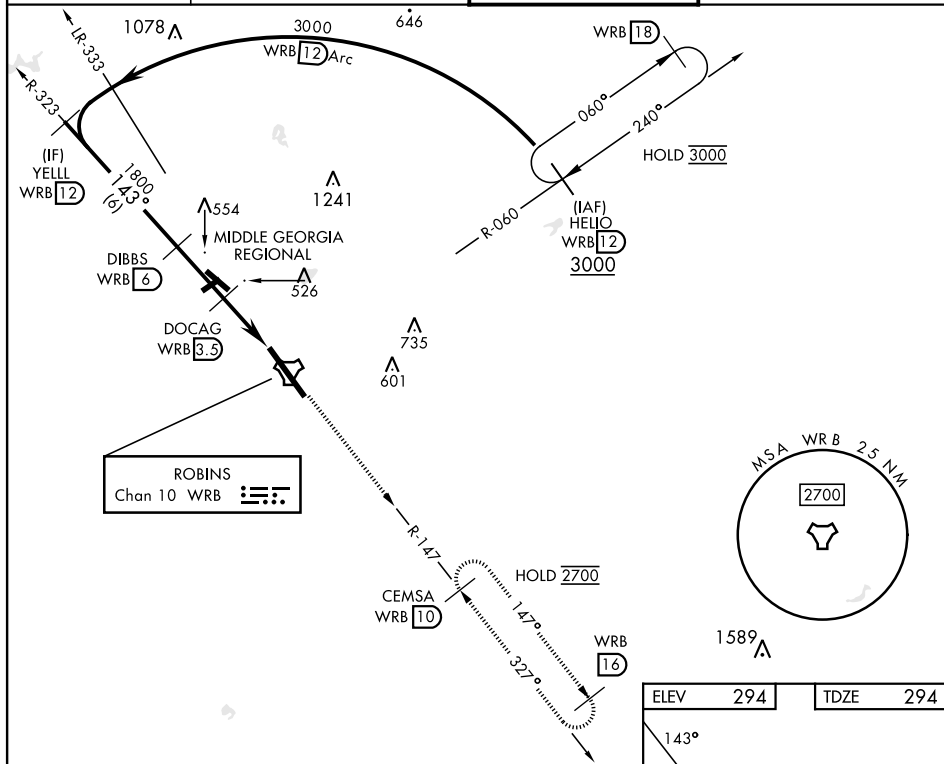 1078
3000
WRB 12 Arc
646
WRB 18
LR-333
R-323
060°
240°
HOLD 3000
(IF)
YELLL
WRB 12
1800
143°
(6)
1241
554
MIDDLE GEORGIA
REGIONAL
R-060
(IAF)
HELIO
WRB 12
3000
DIBBS
WRB 6
526
DOCAG
WRB 3.5
735
601
ROBINS
Chan 10 WRB
MSA WRB 25 NM
2700
R-147
HOLD 2700
CEMSA
WRB 10
147°
327°
WRB
16
1589
ELEV 294
TDZE 294
143°